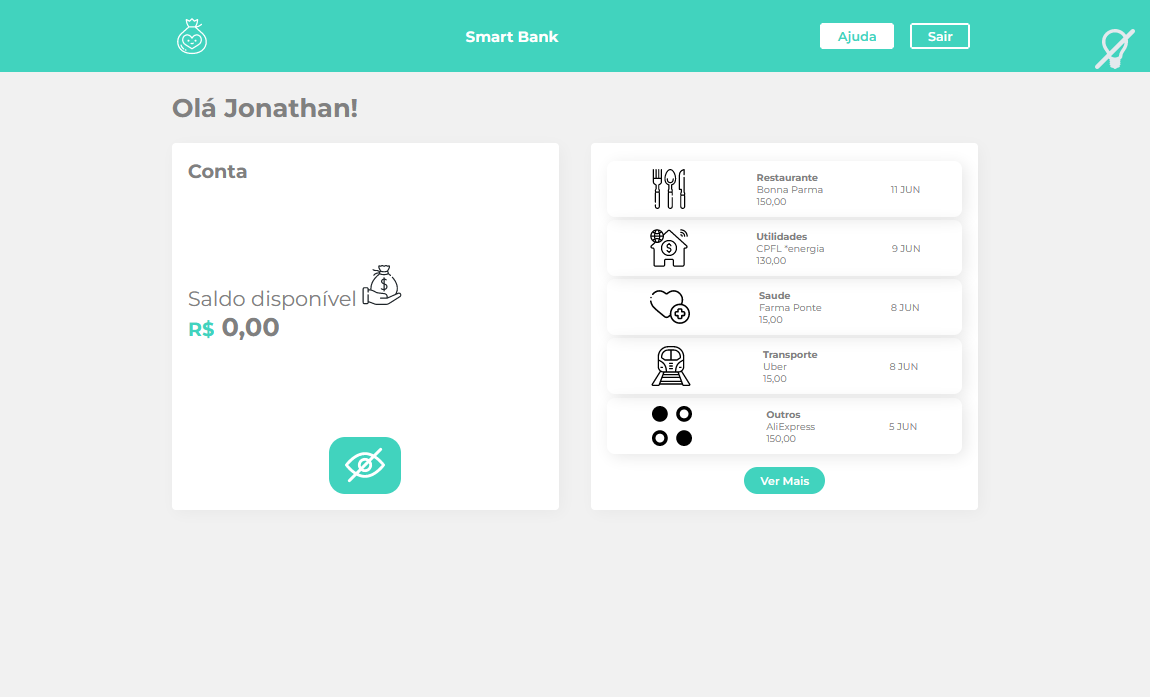 Smart Bank
Ajuda
Sair
Olá Jonathan!
Conta
Saldo disponível
R$ 0,00
Restaurante
Bonna Parma
150,00
11 JUN
Utilidades
CPFL *energia
130,00
9 JUN
Saude
Farma Ponte
15,00
8 JUN
Transporte
Uber
15,00
8 JUN
Outros
AliExpress
150,00
5 JUN
Ver Mais